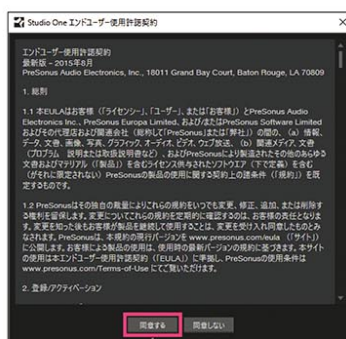 Studio One エンドユーザー使用許諾契約
エンドユーザー使用許諾契約
最新版 - 2015年8月
PreSonus Audio Electronics, Inc., 18011 Grand Bay Court, Baton Rouge, LA 70809
1. 総則
1.1 本EULAはお客様（「ライセンシー」、「ユーザー」、または「お客様」）とPreSonus Audio
Electronics Inc.、PreSonus Europa Limited、および/またはPreSonus Software Limited
およびその代理店および関連会社（総称して「PreSonusまたは「弊社」）の間の、（a）情報、
データ、文書、画像、写真、グラフィック、オーディオ、ビデオ、ウェブ放送、（b）関連メディア、文書
（プログラム　説明または取扱説明書など）、およびPreSonusにより製造されたその他のあらゆる
文書およびマテリアル（「製品」）を含むライセンス供与されたソフトウエア（下で定義）を含む
（がそれに限定されない）PreSonusの製品の使用に関する契約上の諸条件（「規約」）を既
定するものです。
1.2 PreSonusはその独自の裁量によりこれらの規約をいつでも変更、修正、追加、または削除す
る権利を留保します。変更についてこれらの規約を定期的に確認するのは、お客様の責任となりま
す。変更を知った後もお客様が製品を継続して使用することは、変更を受け入れ同意したものとみ
なされます。PreSonusは、本規約の現行バージョンを www.presonus.com/eula （「サイト」）
に公開します。お客様による製品の使用は、使用時の最新バージョンの規約に基づきます。本サイト
の使用は本エンドユーザー使用許諾契約（「EULA」）に準拠し、PreSonusの使用条件は
www.presonus.com/Terms-of-Use にてご覧いただけます。
2. 登録/アクティベーション
同意する
同意しない